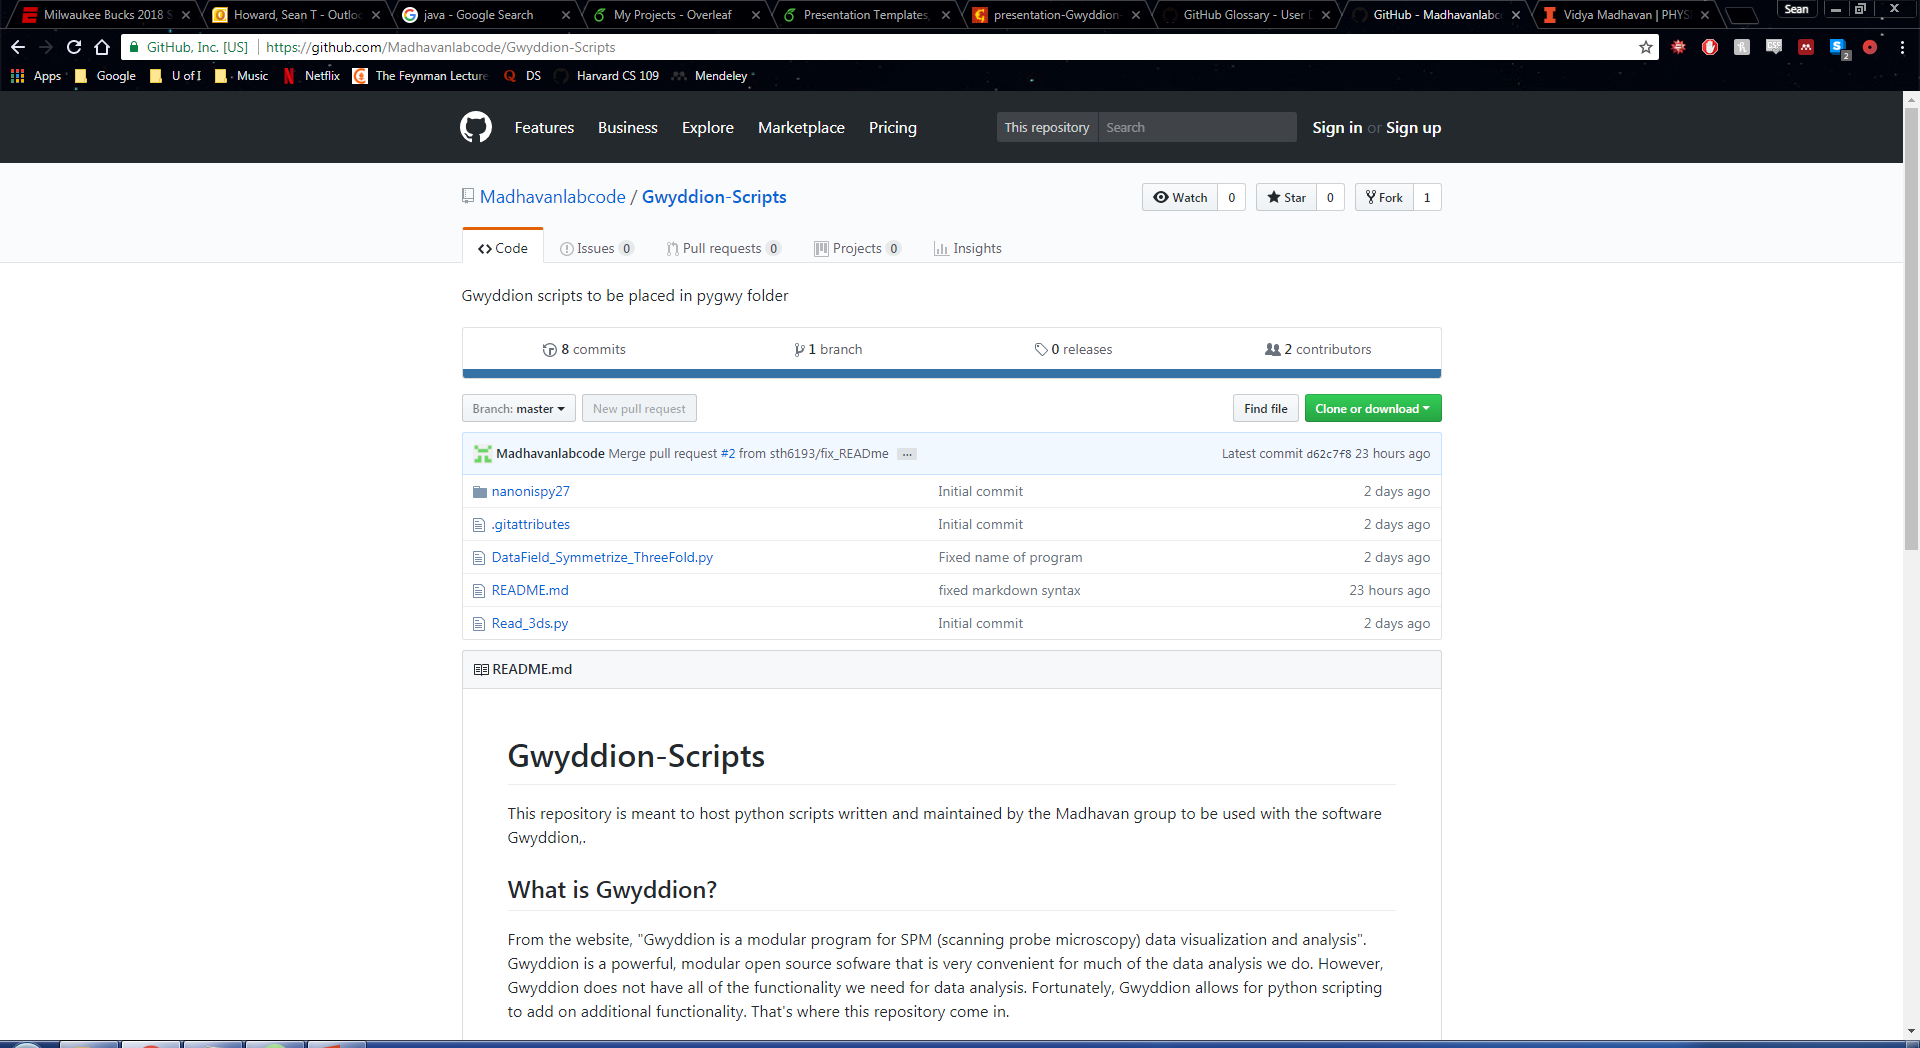 Milwaukee Bucks 2018 S
Howard, Sean T - Outloo
java - Google Search
My Projects - Overleaf
Presentation Templates,
presentation-Gwyddion-
GitHub Glossary - User D
GitHub - Madhavanlabc
Vidya Madhavan | PHYS
Sean
GitHub, Inc. [US] https://github.com/Madhavanlabcode/Gwyddion-Scripts
2
Apps Google U of I Music Netflix The Feynman Lecture DS Harvard CS 109 Mendeley
Features Business Explore Marketplace Pricing This repository Search Sign in or Sign up
Madhavanlabcode / Gwyddion-Scripts
Watch 0 Star 0 Fork 1
Code Issues 0 Pull requests 0 Projects 0 Insights
Gwyddion scripts to be placed in pygwy folder
8 commits 1 branch 0 releases 2 contributors
Branch: master New pull request Find file Clone or download
Madhavanlabcode Merge pull request #2 from sth6193/fix_READme ... Latest commit d62c7f8 23 hours ago
nanonispy27 Initial commit 2 days ago
.gitattributes Initial commit 2 days ago
DataField_Symmetrize_ThreeFold.py Fixed name of program 2 days ago
README.md fixed markdown syntax 23 hours ago
Read_3ds.py Initial commit 2 days ago
README.md
Gwyddion-Scripts
This repository is meant to host python scripts written and maintained by the Madhavan group to be used with the software
Gwyddion,.
What is Gwyddion?
From the website, "Gwyddion is a modular program for SPM (scanning probe microscopy) data visualization and analysis".
Gwyddion is a powerful, modular open source sofware that is very convenient for much of the data analysis we do. However,
Gwyddion does not have all of the functionality we need for data analysis. Fortunately, Gwyddion allows for python scripting
to add on additional functionality. That's where this repository come in.